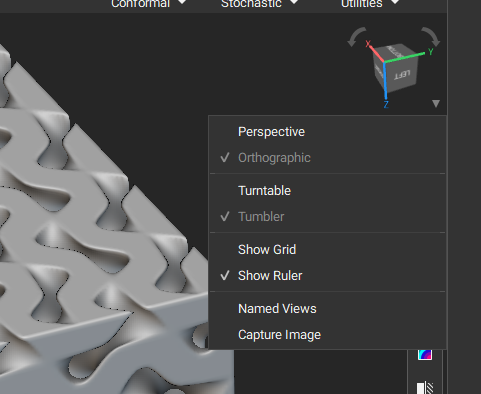 Conformal Stochastic Utilities
X Y
LEFT
Z
Perspective
Orthographic
Turntable
Tumbler
Show Grid
Show Ruler
Named Views
Capture Image